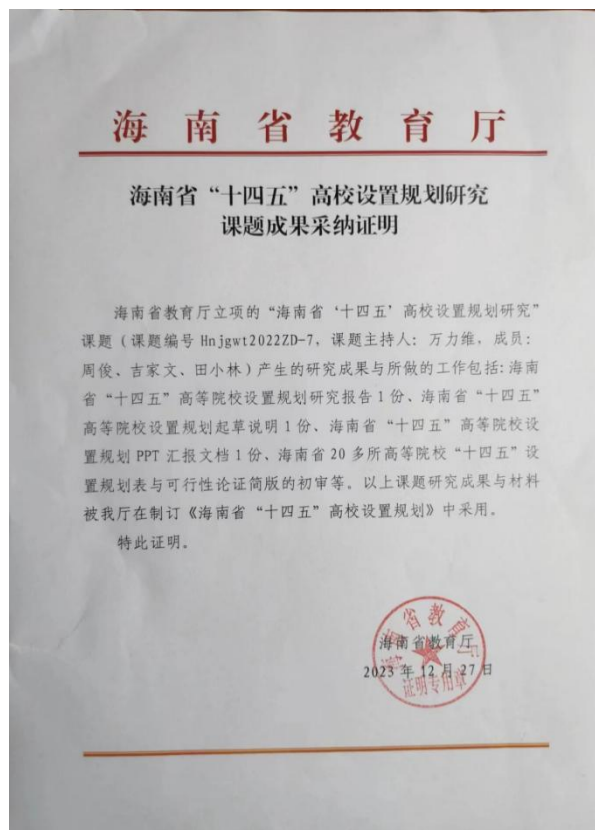 海南省教育厅
海南省“十四五”高校设置规划研究
课题成果采纳证明
海南省教育厅立项的“海南省‘十四五’高校设置规划研究”
课题（课题编号 Hnjgwt2022ZD-7，课题主持人：万力维，成员：
周俊、吉家文、田小林）产生的研究成果与所做的工作包括：海南
省“十四五”高等院校设置规划研究报告1份、海南省“十四五”
高等院校设置规划起草说明1份、海南省“十四五”高等院校设
置规划PPT汇报文档1份、海南省20多所高等院校“十四五”设
置规划表与可行性论证简版的初审等。以上课题研究成果与材料
被我厅在制订《海南省“十四五”高校设置规划》中采用。
特此证明。
海南省教育厅
2023年12月27日
海南省教育厅
证明专用章